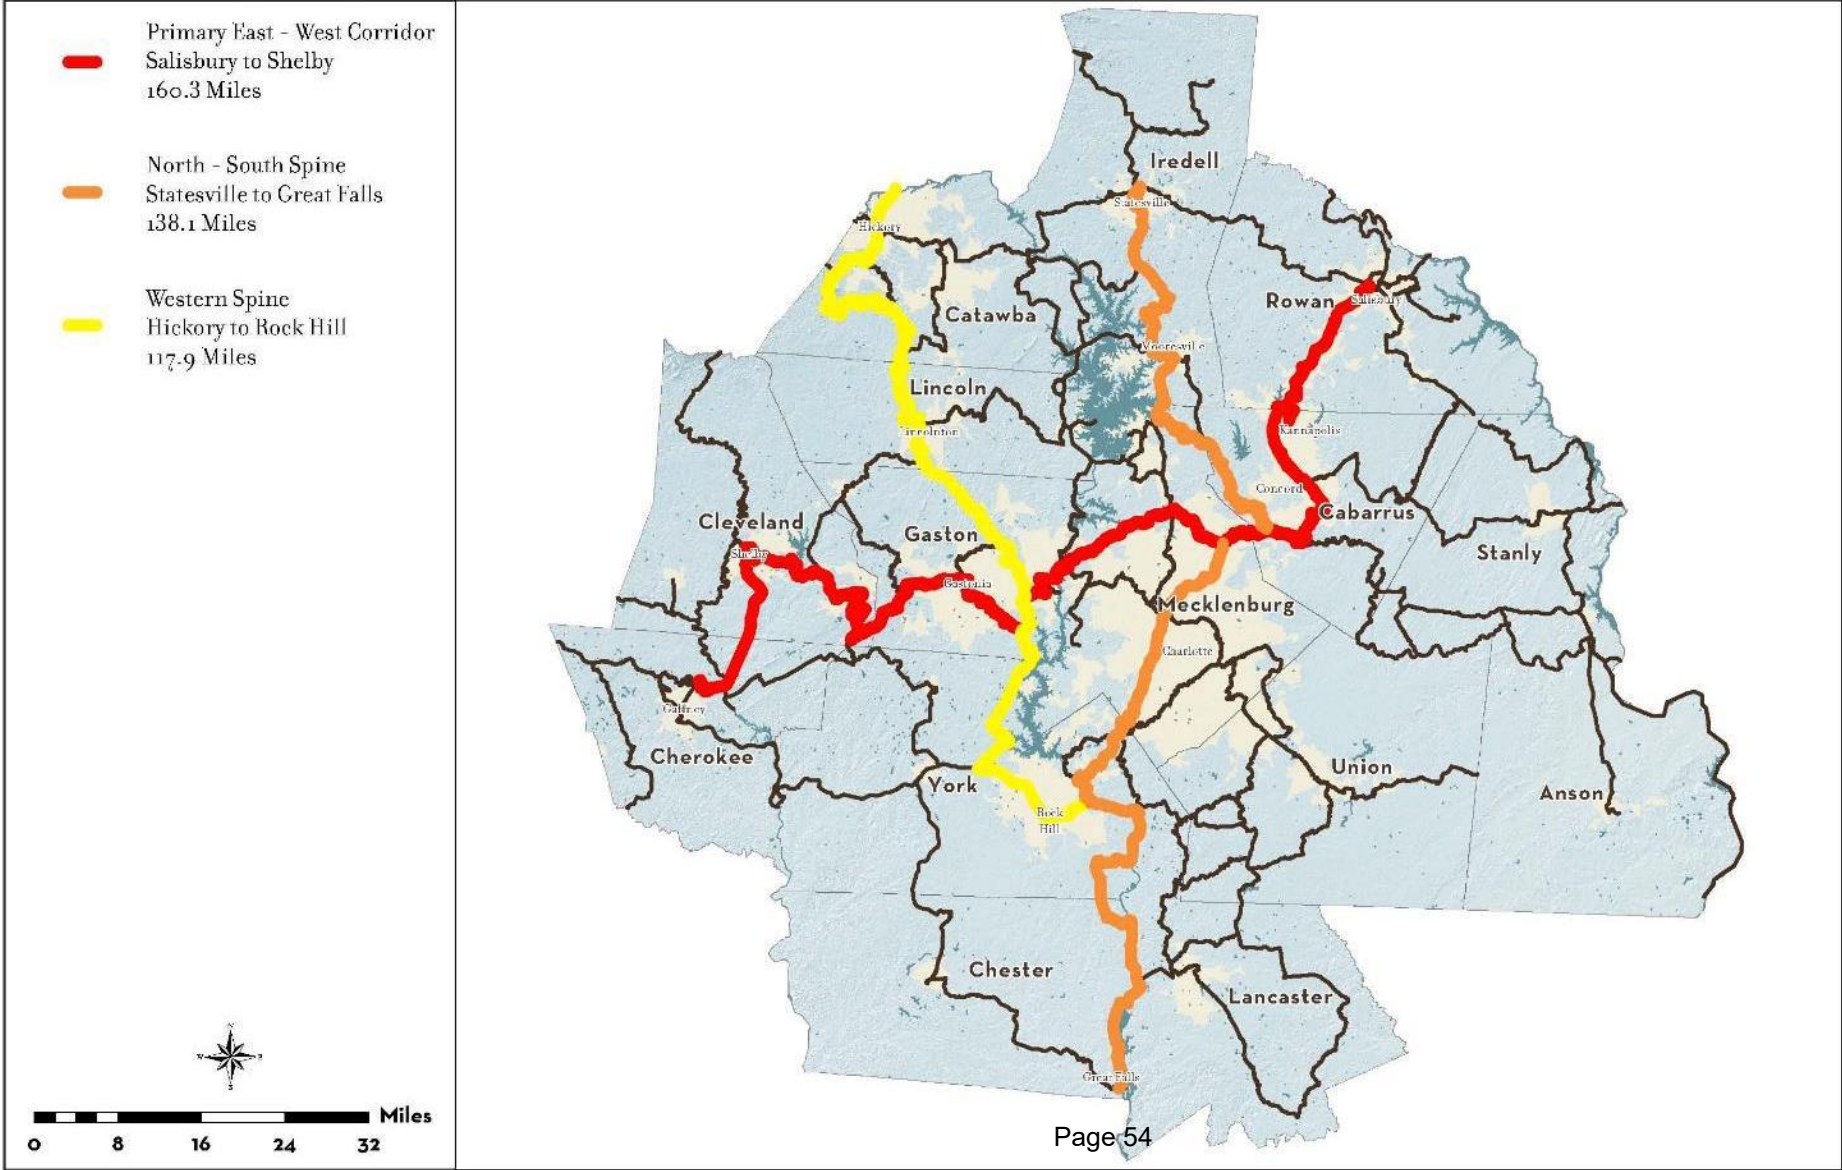 Primary East - West Corridor
Salisbury to Shelby
160.3 Miles
North - South Spine
Statesville to Great Falls
138.1 Miles
Western Spine
Hickory to Rock Hill
117.9 Miles
N
W E
S
Miles
0 8 16 24 32
Iredell
Statesville
Hickory
Rowan
Salisbury
Catawba
Mooresville
Lincoln
Lincolnton
Kannapolis
Concord
Cabarrus
Cleveland
Shelby
Gaston
Stanly
Gastonia
Mecklenburg
Charlotte
Gaffney
Cherokee
York
Union
Anson
Rock
Hill
Chester
Lancaster
Great Falls
Page 54